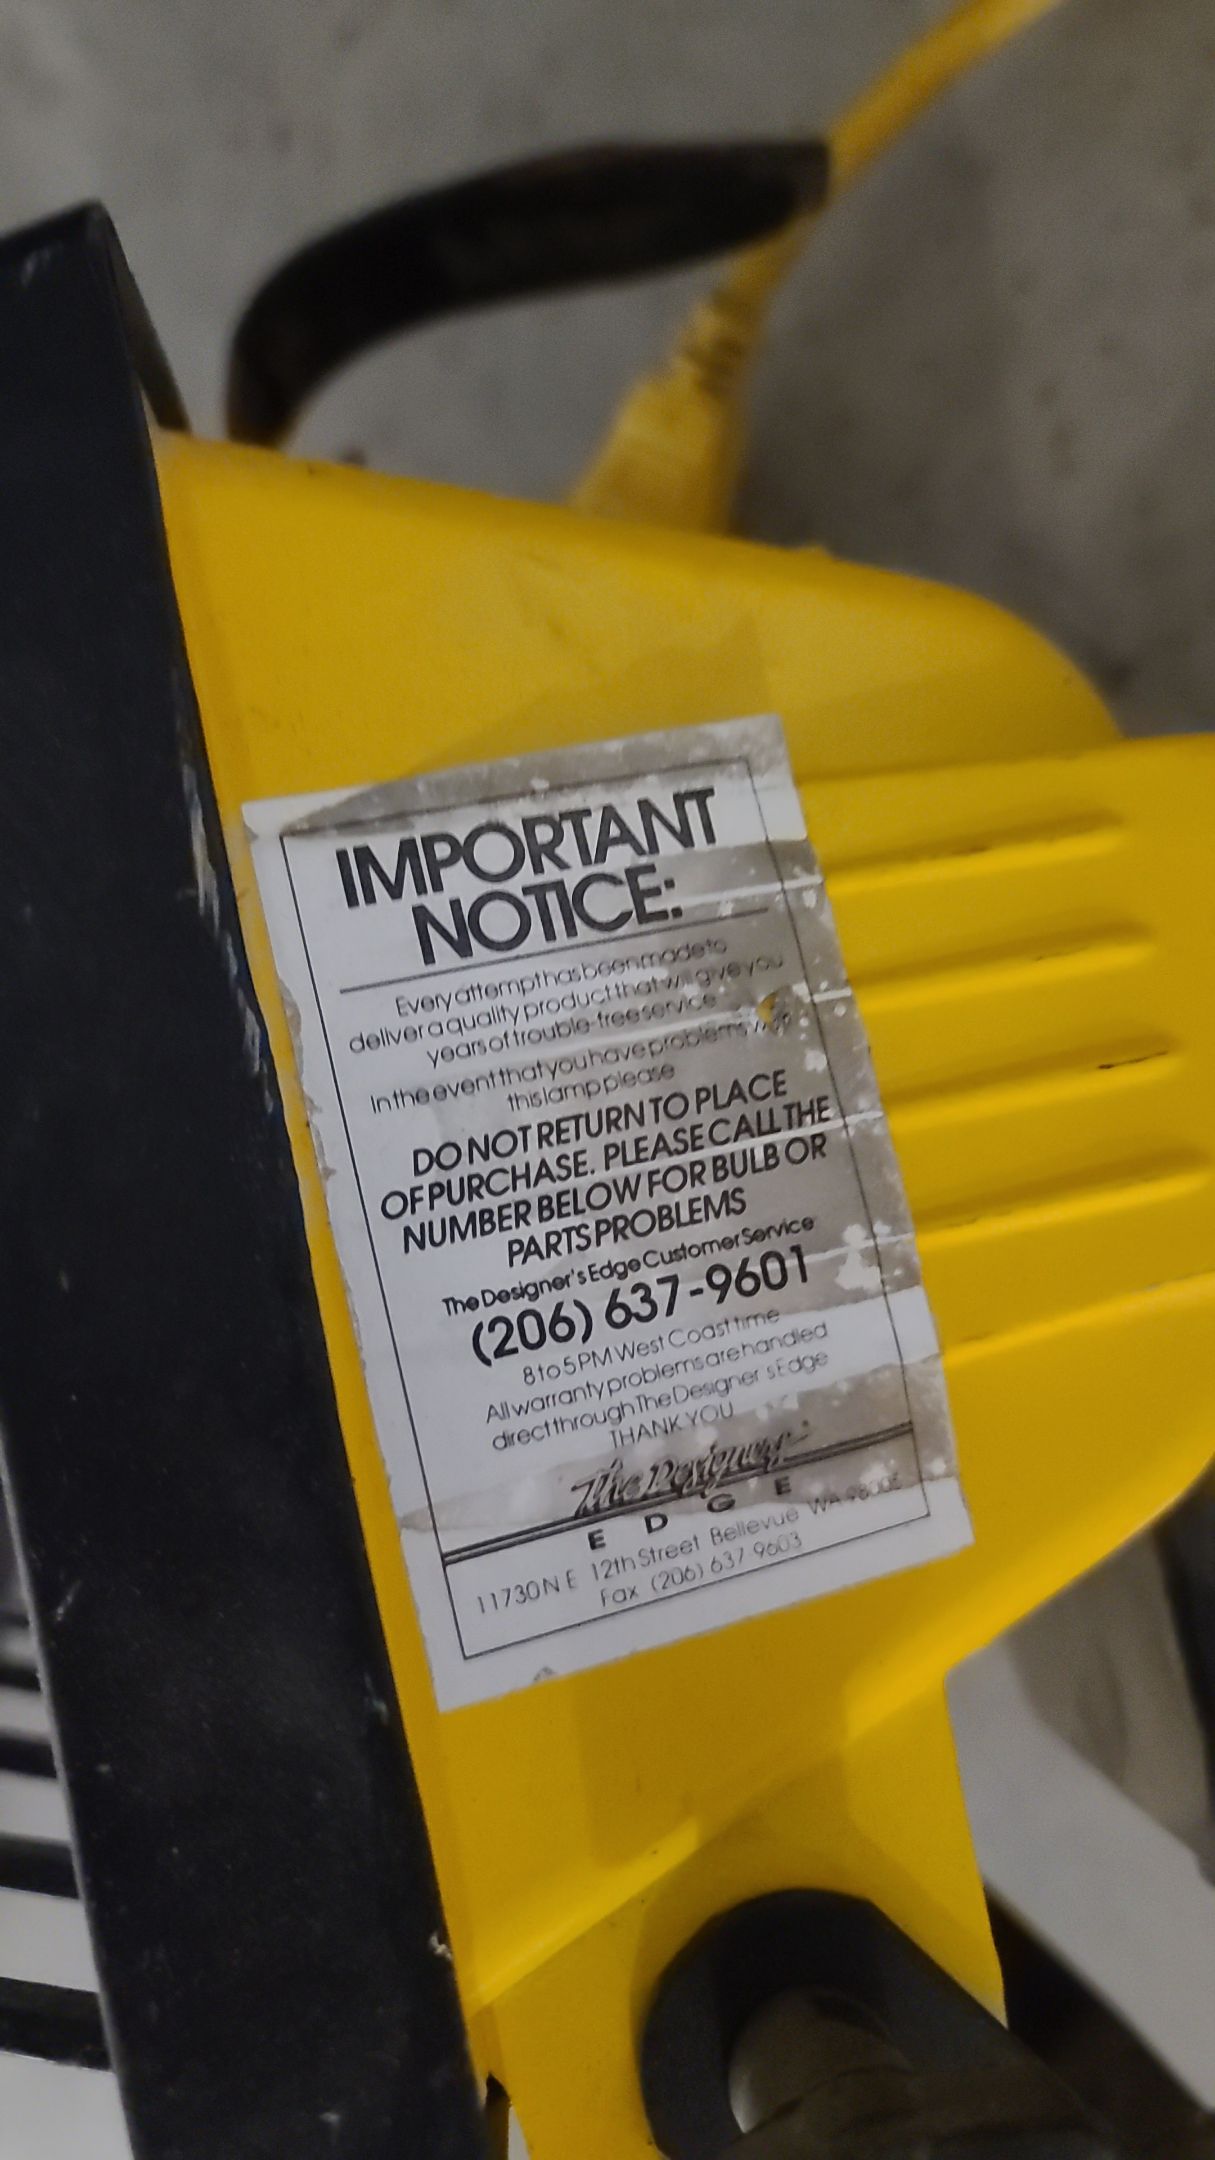 IMPORTANT
NOTICE:
Every attempt has been made to
deliver a quality product that will give you
years of trouble-free service
In the event that you have problems with
this lamp please
DO NOT RETURN TO PLACE
OF PURCHASE. PLEASE CALL THE
NUMBER BELOW FOR BULB OR
PARTS PROBLEMS
The Designer's Edge Customer Service
(206) 637-9601
8 to 5 PM West Coast time
All warranty problems are handled
direct through The Designer s Edge
THANK YOU
The Designer's
EDGE
11730 N E 12th Street Bellevue WA
Fax (206) 637-9603